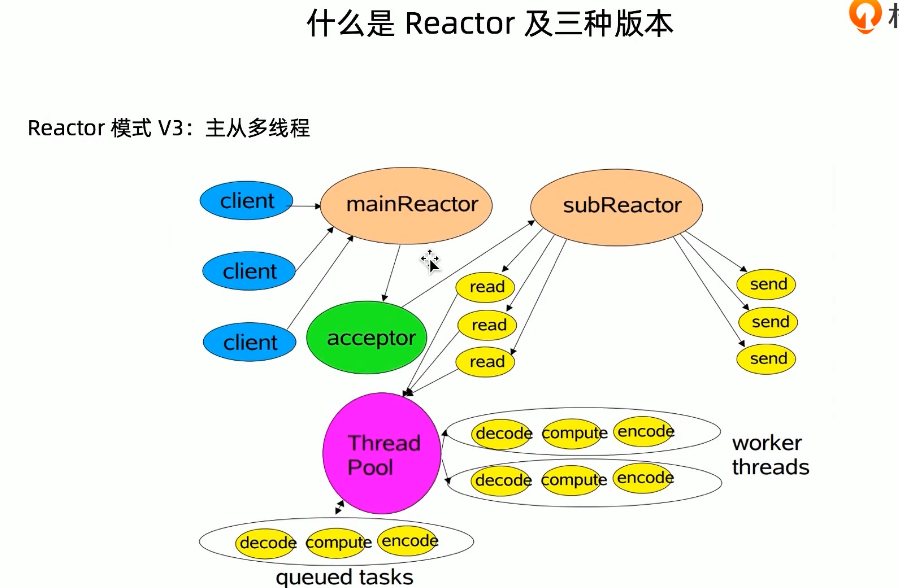 什么是 Reactor 及三种版本
Reactor 模式 V3：主从多线程
client
mainReactor
subReactor
client
read
send
client
acceptor
read
send
read
send
Thread
Pool
decode compute encode
decode compute encode
worker
threads
decode compute encode
queued tasks